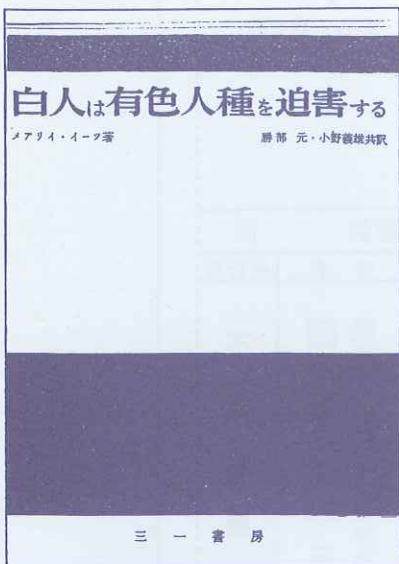 白人は有色人種を迫害する
メアリイ・イーツ著 勝部 元・小野義雄共訳
三一書房